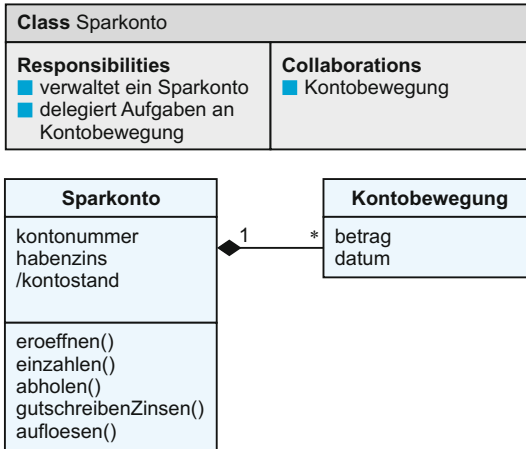 Class Sparkonto
Responsibilities
verwaltet ein Sparkonto
delegiert Aufgaben an
Kontobewegung
Collaborations
Kontobewegung
Sparkonto
kontonummer
habenzins
/kontostand
eroeffnen()
einzahlen()
abholen()
gutschreibenZinsen()
aufloesen()
1
*
Kontobewegung
betrag
datum